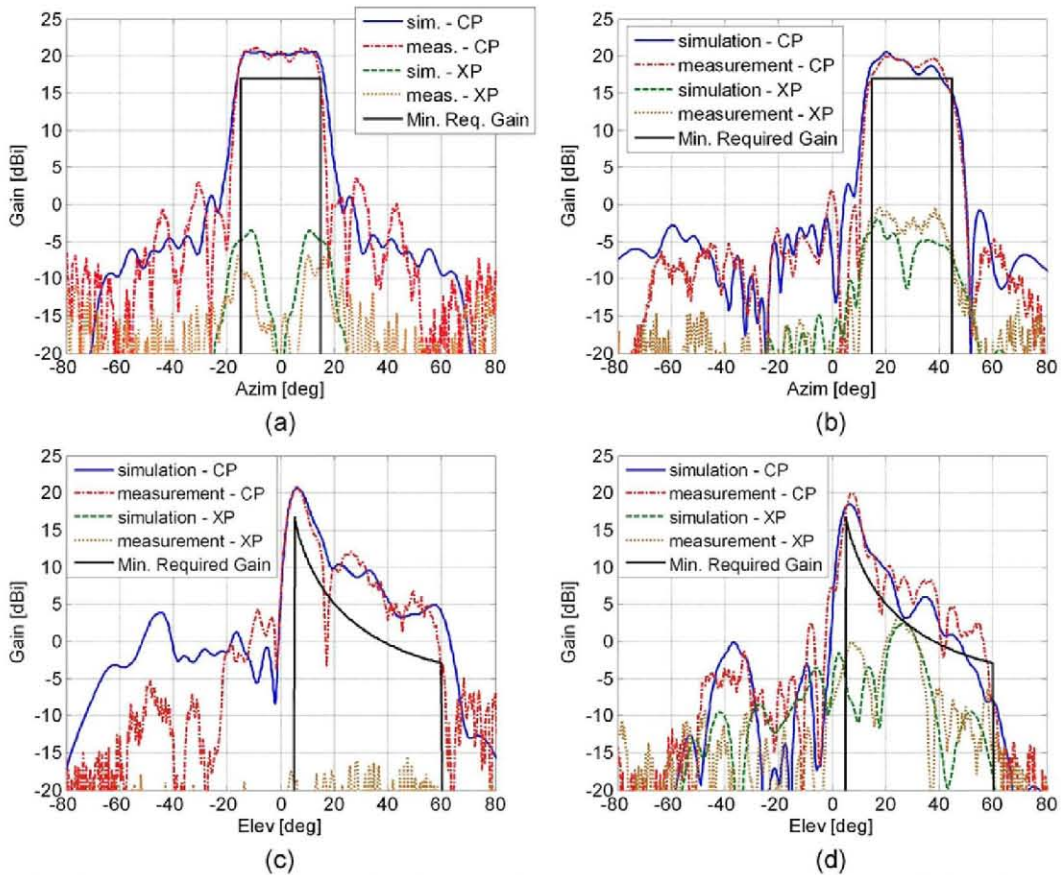 25
20
15
10
5
0
-5
-10
-15
-20
Gain [dBi]
sim. - CP
meas. - CP
sim. - XP
meas. - XP
Min. Req. Gain
-80 -60 -40 -20 0 20 40 60 80
Azim [deg]
(a)
25
20
15
10
5
0
-5
-10
-15
-20
Gain [dBi]
simulation - CP
measurement - CP
simulation - XP
measurement - XP
Min. Required Gain
-80 -60 -40 -20 0 20 40 60 80
Azim [deg]
(b)
25
20
15
10
5
0
-5
-10
-15
-20
Gain [dBi]
simulation - CP
measurement - CP
simulation - XP
measurement - XP
Min. Required Gain
-80 -60 -40 -20 0 20 40 60 80
Elev [deg]
(c)
25
20
15
10
5
0
-5
-10
-15
-20
Gain [dBi]
simulation - CP
measurement - CP
simulation - XP
measurement - XP
Min. Required Gain
-80 -60 -40 -20 0 20 40 60 80
Elev [deg]
(d)